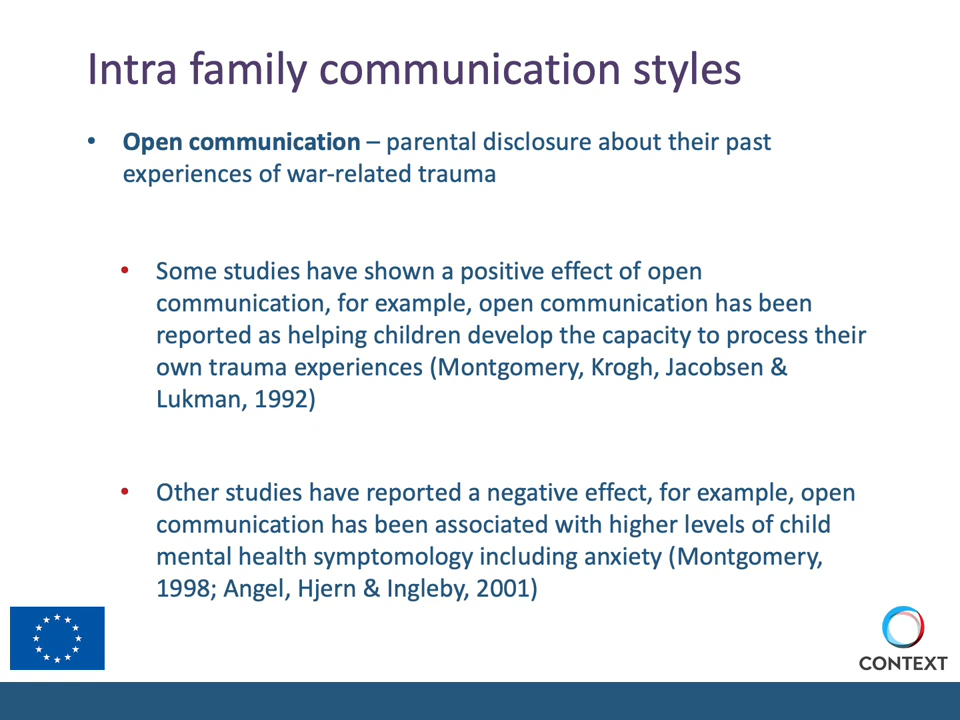 Intra family communication styles
• Open communication – parental disclosure about their past
experiences of war-related trauma
• Some studies have shown a positive effect of open
communication, for example, open communication has been
reported as helping children develop the capacity to process their
own trauma experiences (Montgomery, Krogh, Jacobsen &
Lukman, 1992)
• Other studies have reported a negative effect, for example, open
communication has been associated with higher levels of child
mental health symptomology including anxiety (Montgomery,
1998; Angel, Hjern & Ingleby, 2001)
CONTEXT